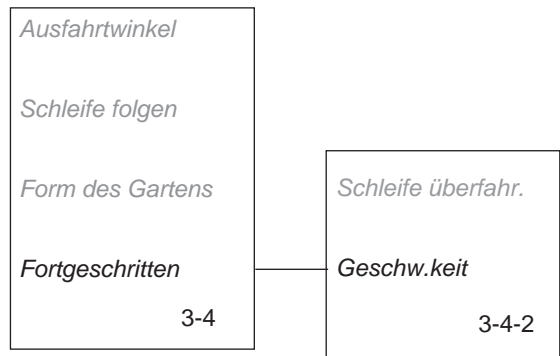 Ausfahrtwinkel
Schleife folgen
Form des Gartens
Fortgeschritten
3-4
Schleife überfahr.
Geschw.keit
3-4-2